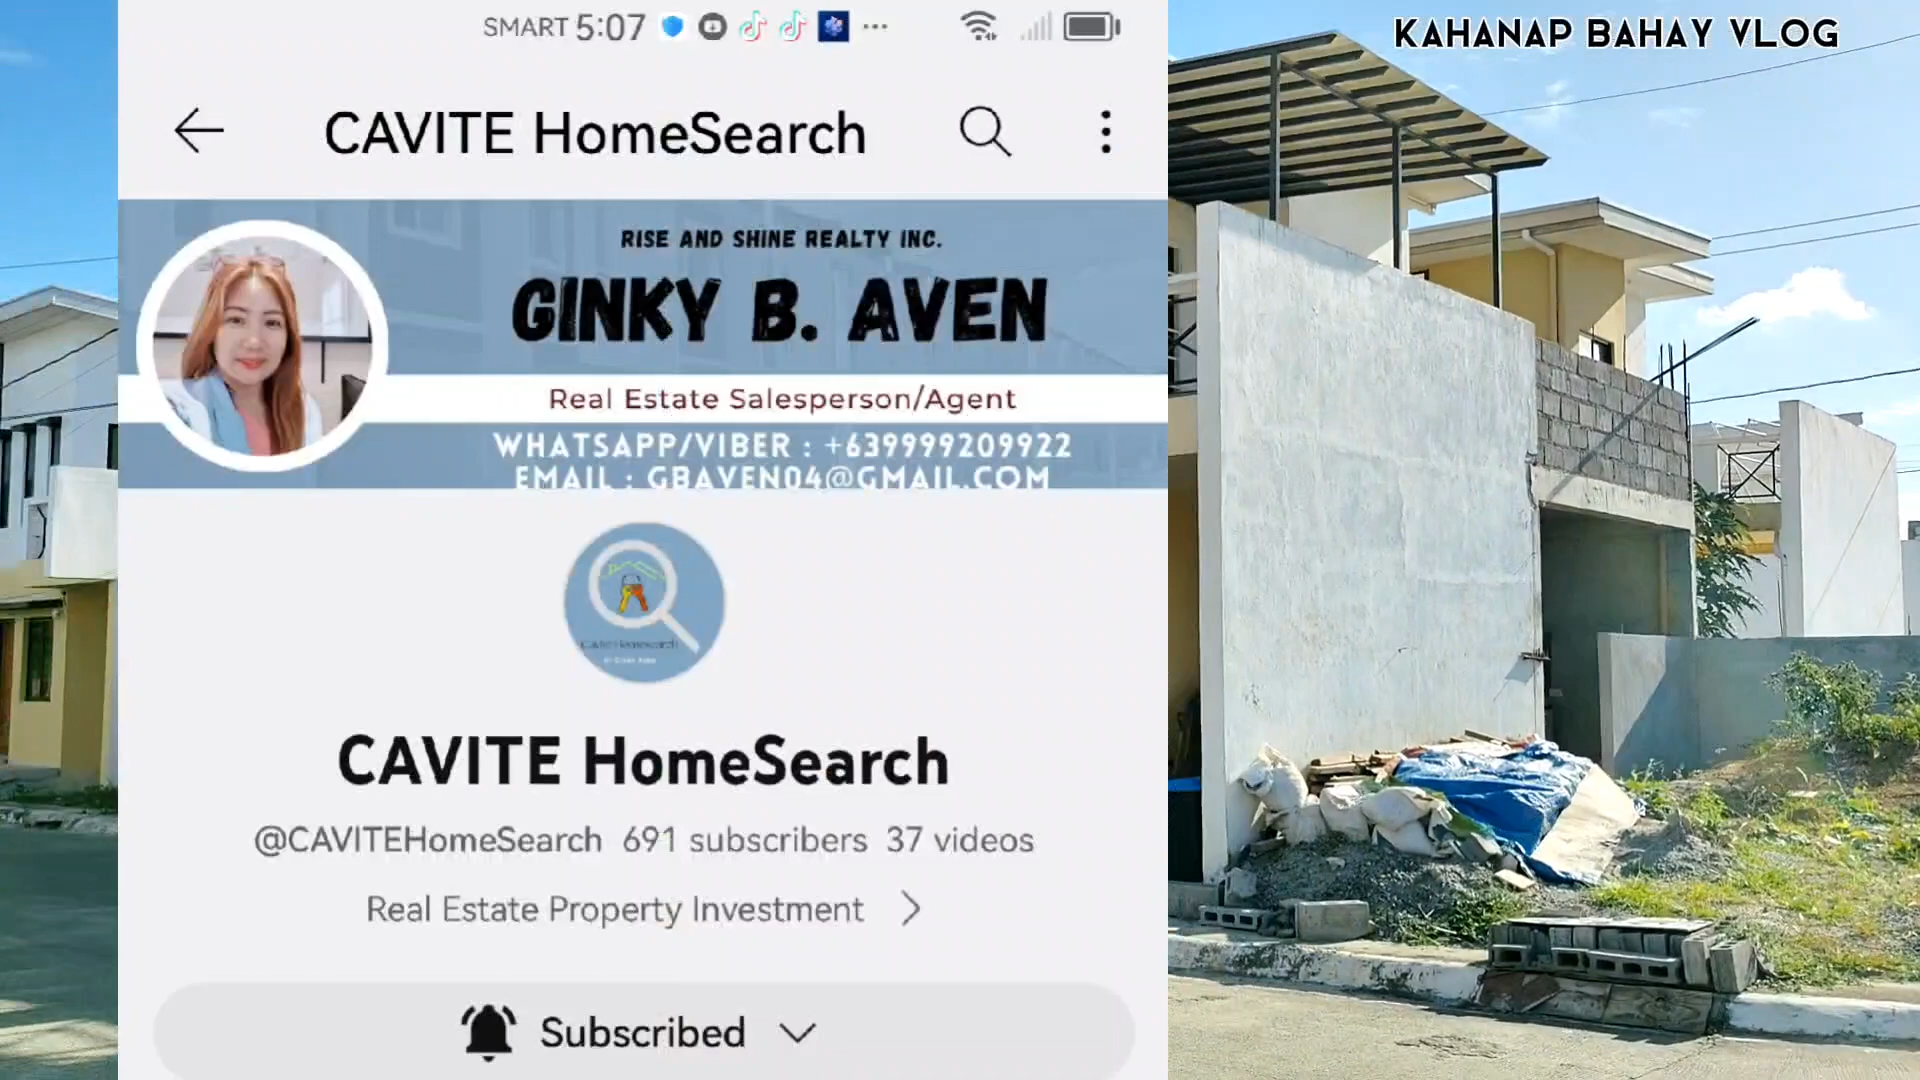 KAHANAP BAHAY VLOG
SMART 5:07
CAVITE HomeSearch
RISE AND SHINE REALTY INC.
GINKY B. AVEN
Real Estate Salesperson/Agent
WHATSAPP/VIBER : +639999209922
EMAIL : GBAVEN04@GMAIL.COM
CAVITE HomeSearch
@CAVITEHomeSearch 691 subscribers 37 videos
Real Estate Property Investment
Subscribed